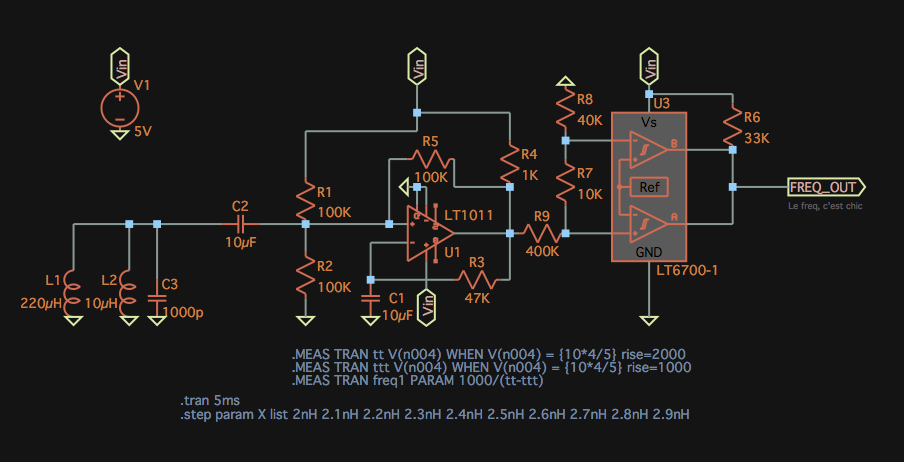 Vin
Vin
Vin
V1
5V
R8
40K
U3
Vs
R6
33K
R5
100K
R4
1K
B
R1
100K
R7
10K
Ref
FREQ_OUT
Le freq, c'est chic
LT1011
R9
400K
A
C2
10µF
U1
GND
LT6700-1
R2
100K
R3
47K
L1
220µH
L2
10µH
C3
1000p
C1
10µF
Vin
.MEAS TRAN tt V(n004) WHEN V(n004) = {10*4/5} rise=2000
.MEAS TRAN ttt V(n004) WHEN V(n004) = {10*4/5} rise=1000
.MEAS TRAN freq1 PARAM 1000/(tt-ttt)
.tran 5ms
.step param X list 2nH 2.1nH 2.2nH 2.3nH 2.4nH 2.5nH 2.6nH 2.7nH 2.8nH 2.9nH